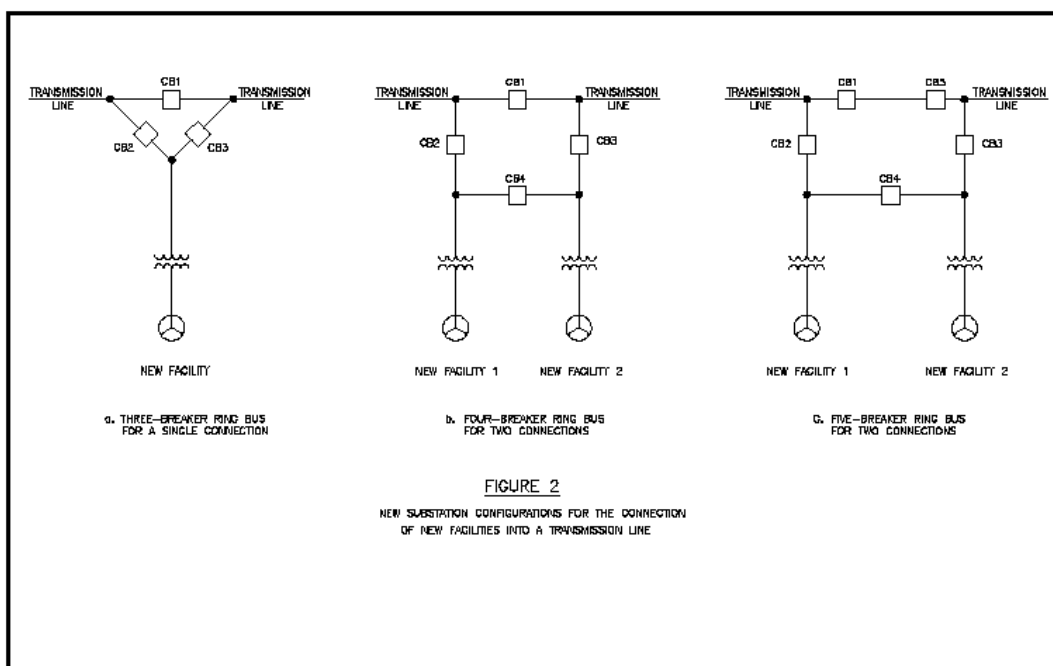 CB1
TRANSMISSION
LINE
TRANSMISSION
LINE
CB2
CB3
NEW FACILITY
a. THREE-BREAKER RING BUS
FOR A SINGLE CONNECTION
CB1
TRANSMISSION
LINE
TRANSMISSION
LINE
CB2
CB3
CB4
NEW FACILITY 1
NEW FACILITY 2
b. FOUR-BREAKER RING BUS
FOR TWO CONNECTIONS
CB1
CB5
TRANSMISSION
LINE
TRANSMISSION
LINE
CB2
CB3
CB4
NEW FACILITY 1
NEW FACILITY 2
C. FIVE-BREAKER RING BUS
FOR TWO CONNECTIONS
FIGURE 2
NEW SUBSTATION CONFIGURATIONS FOR THE CONNECTION
OF NEW FACILITIES INTO A TRANSMISSION LINE